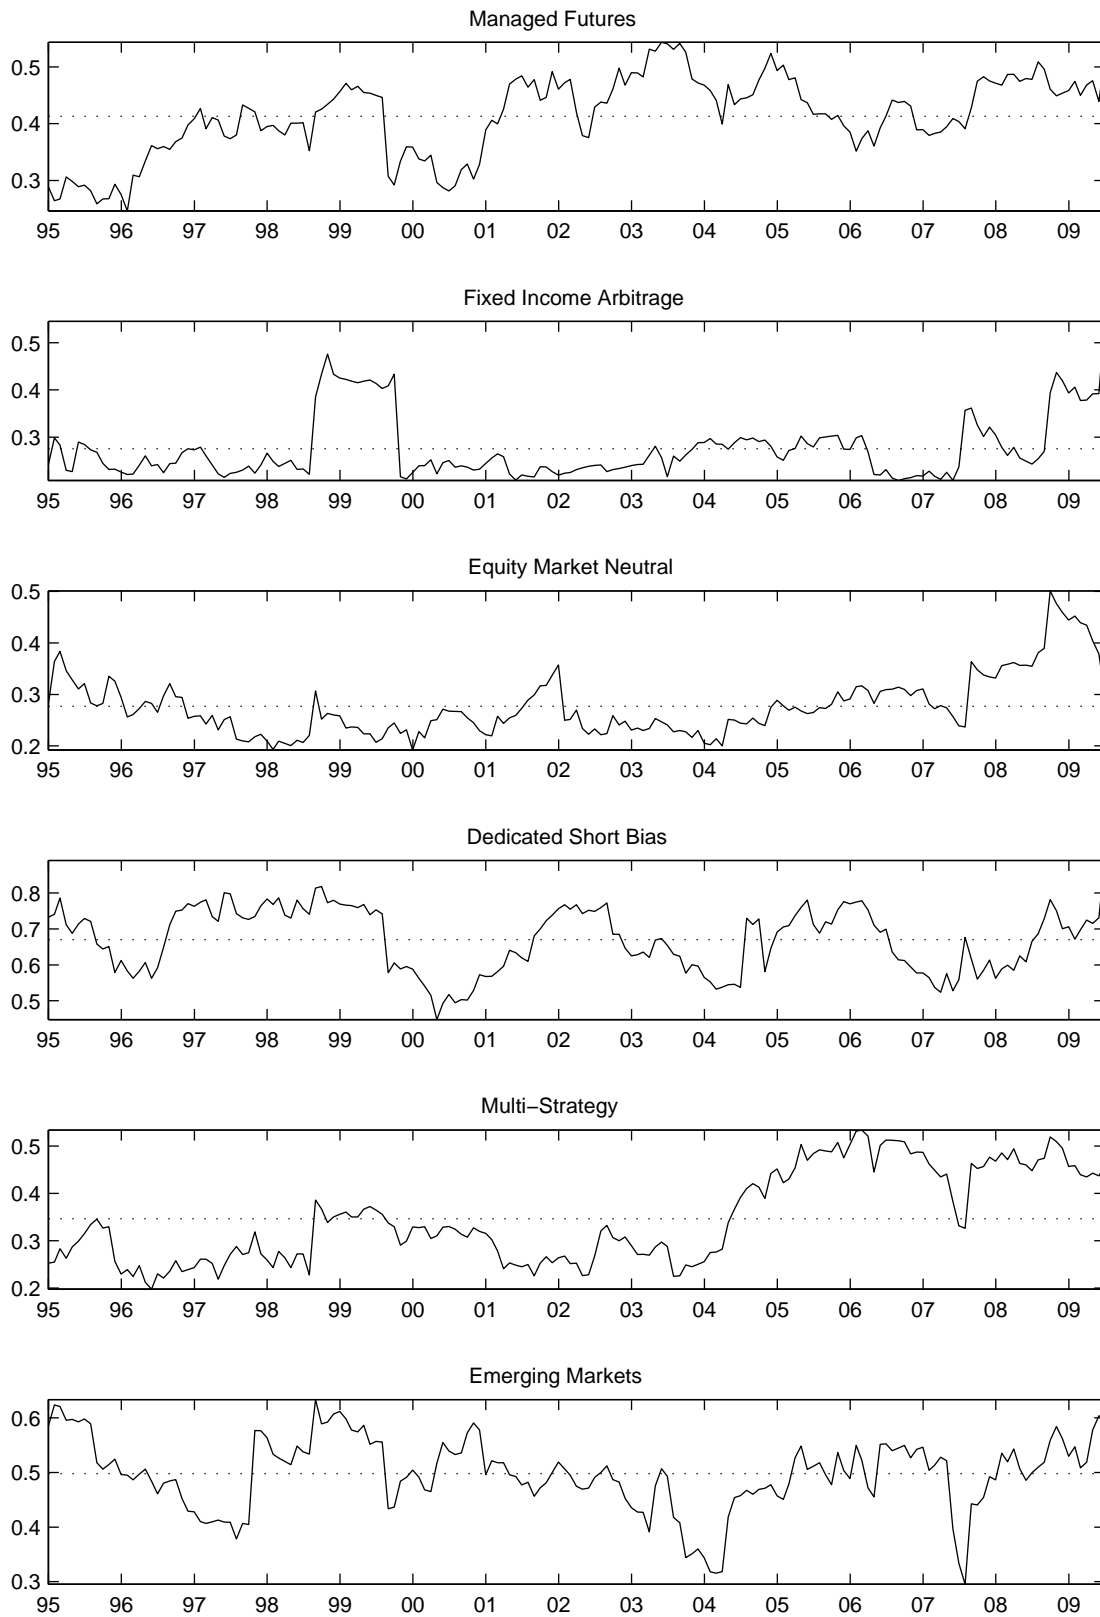 Managed Futures
0.5
0.4
0.3
95 96 97 98 99 00 01 02 03 04 05 06 07 08 09
Fixed Income Arbitrage
0.5
0.4
0.3
95 96 97 98 99 00 01 02 03 04 05 06 07 08 09
Equity Market Neutral
0.5
0.4
0.3
0.2
95 96 97 98 99 00 01 02 03 04 05 06 07 08 09
Dedicated Short Bias
0.8
0.7
0.6
0.5
95 96 97 98 99 00 01 02 03 04 05 06 07 08 09
Multi−Strategy
0.5
0.4
0.3
0.2
95 96 97 98 99 00 01 02 03 04 05 06 07 08 09
Emerging Markets
0.6
0.5
0.4
0.3
95 96 97 98 99 00 01 02 03 04 05 06 07 08 09